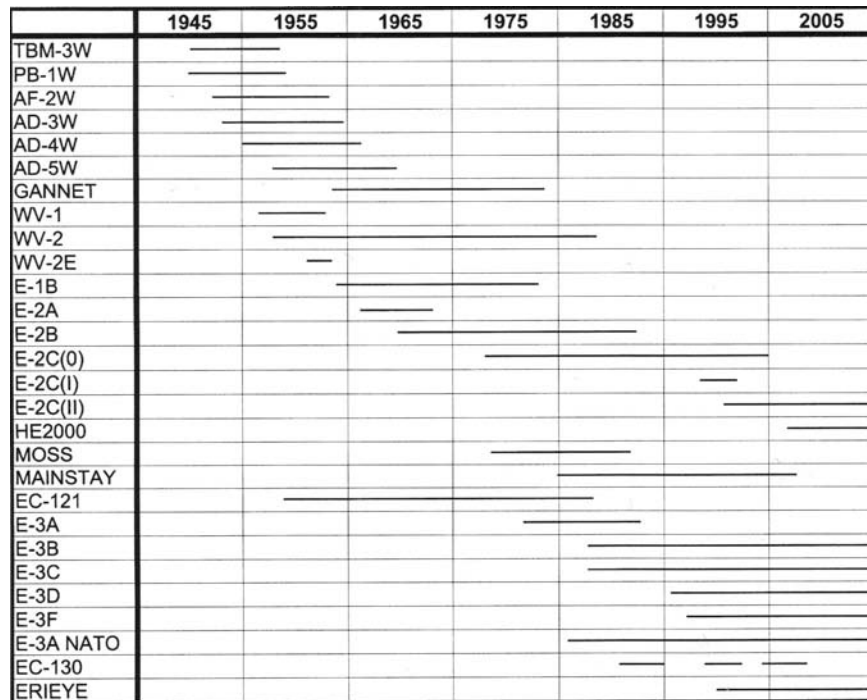 1945 1955 1965 1975 1985 1995 2005
TBM-3W
PB-1W
AF-2W
AD-3W
AD-4W
AD-5W
GANNET
WV-1
WV-2
WV-2E
E-1B
E-2A
E-2B
E-2C(0)
E-2C(I)
E-2C(II)
HE2000
MOSS
MAINSTAY
EC-121
E-3A
E-3B
E-3C
E-3D
E-3F
E-3A NATO
EC-130
ERIEYE